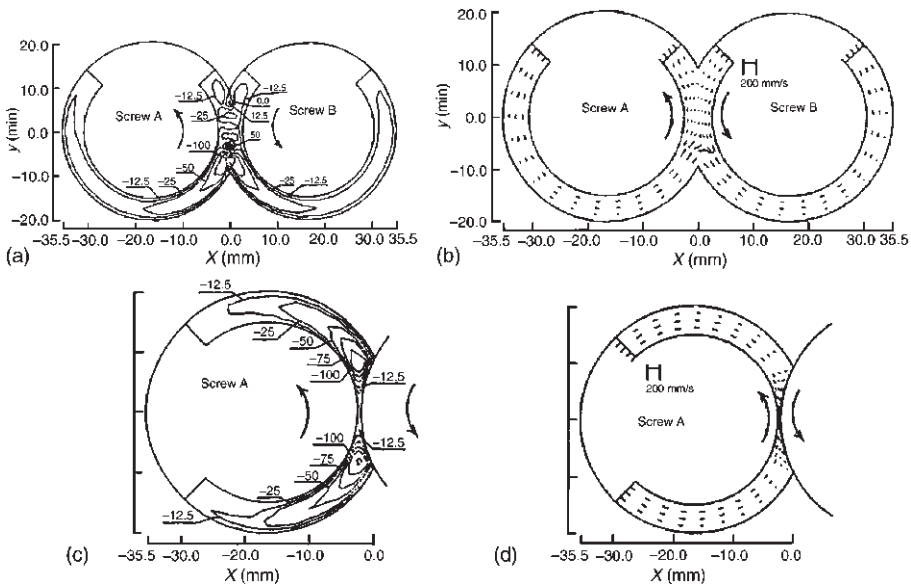 20.0
10.0
0.0
−10.0
−20.0
y (min)
−12.5
−25
−100
−50
−12.5
−25
−12.5
0.0
12.5
50
−25
−12.5
Screw A
Screw B
−35.5 −30.0 −20.0 −10.0 0.0 10.0 20.0 30.0 35.5
X (mm)
(a)
(b)
20.0
10.0
0.0
−10.0
−20.0
y (min)
Screw A
Screw B
200 mm/s
−35.5 −30.0 −20.0 −10.0 0.0 10.0 20.0 30.0 35.5
X (mm)
−12.5
−25
−50
−75
−100
−12.5
Screw A
−12.5
−100
−75
−50
−25
−12.5
(c)
−35.5 −30.0 −20.0 −10.0 0.0
X (mm)
200 mm/s
Screw A
(d)
−35.5 −30.0 −20.0 −10.0 0.0
X (mm)